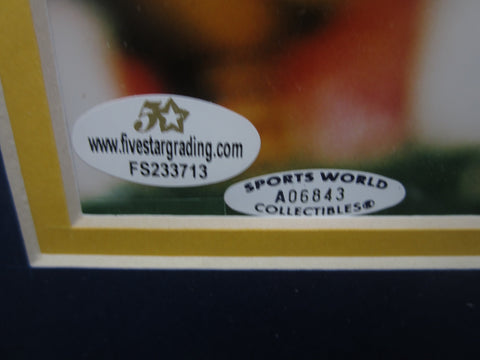 5
www.fivestargrading.com
FS233713
SPORTS WORLD
A06843
COLLECTIBLES®